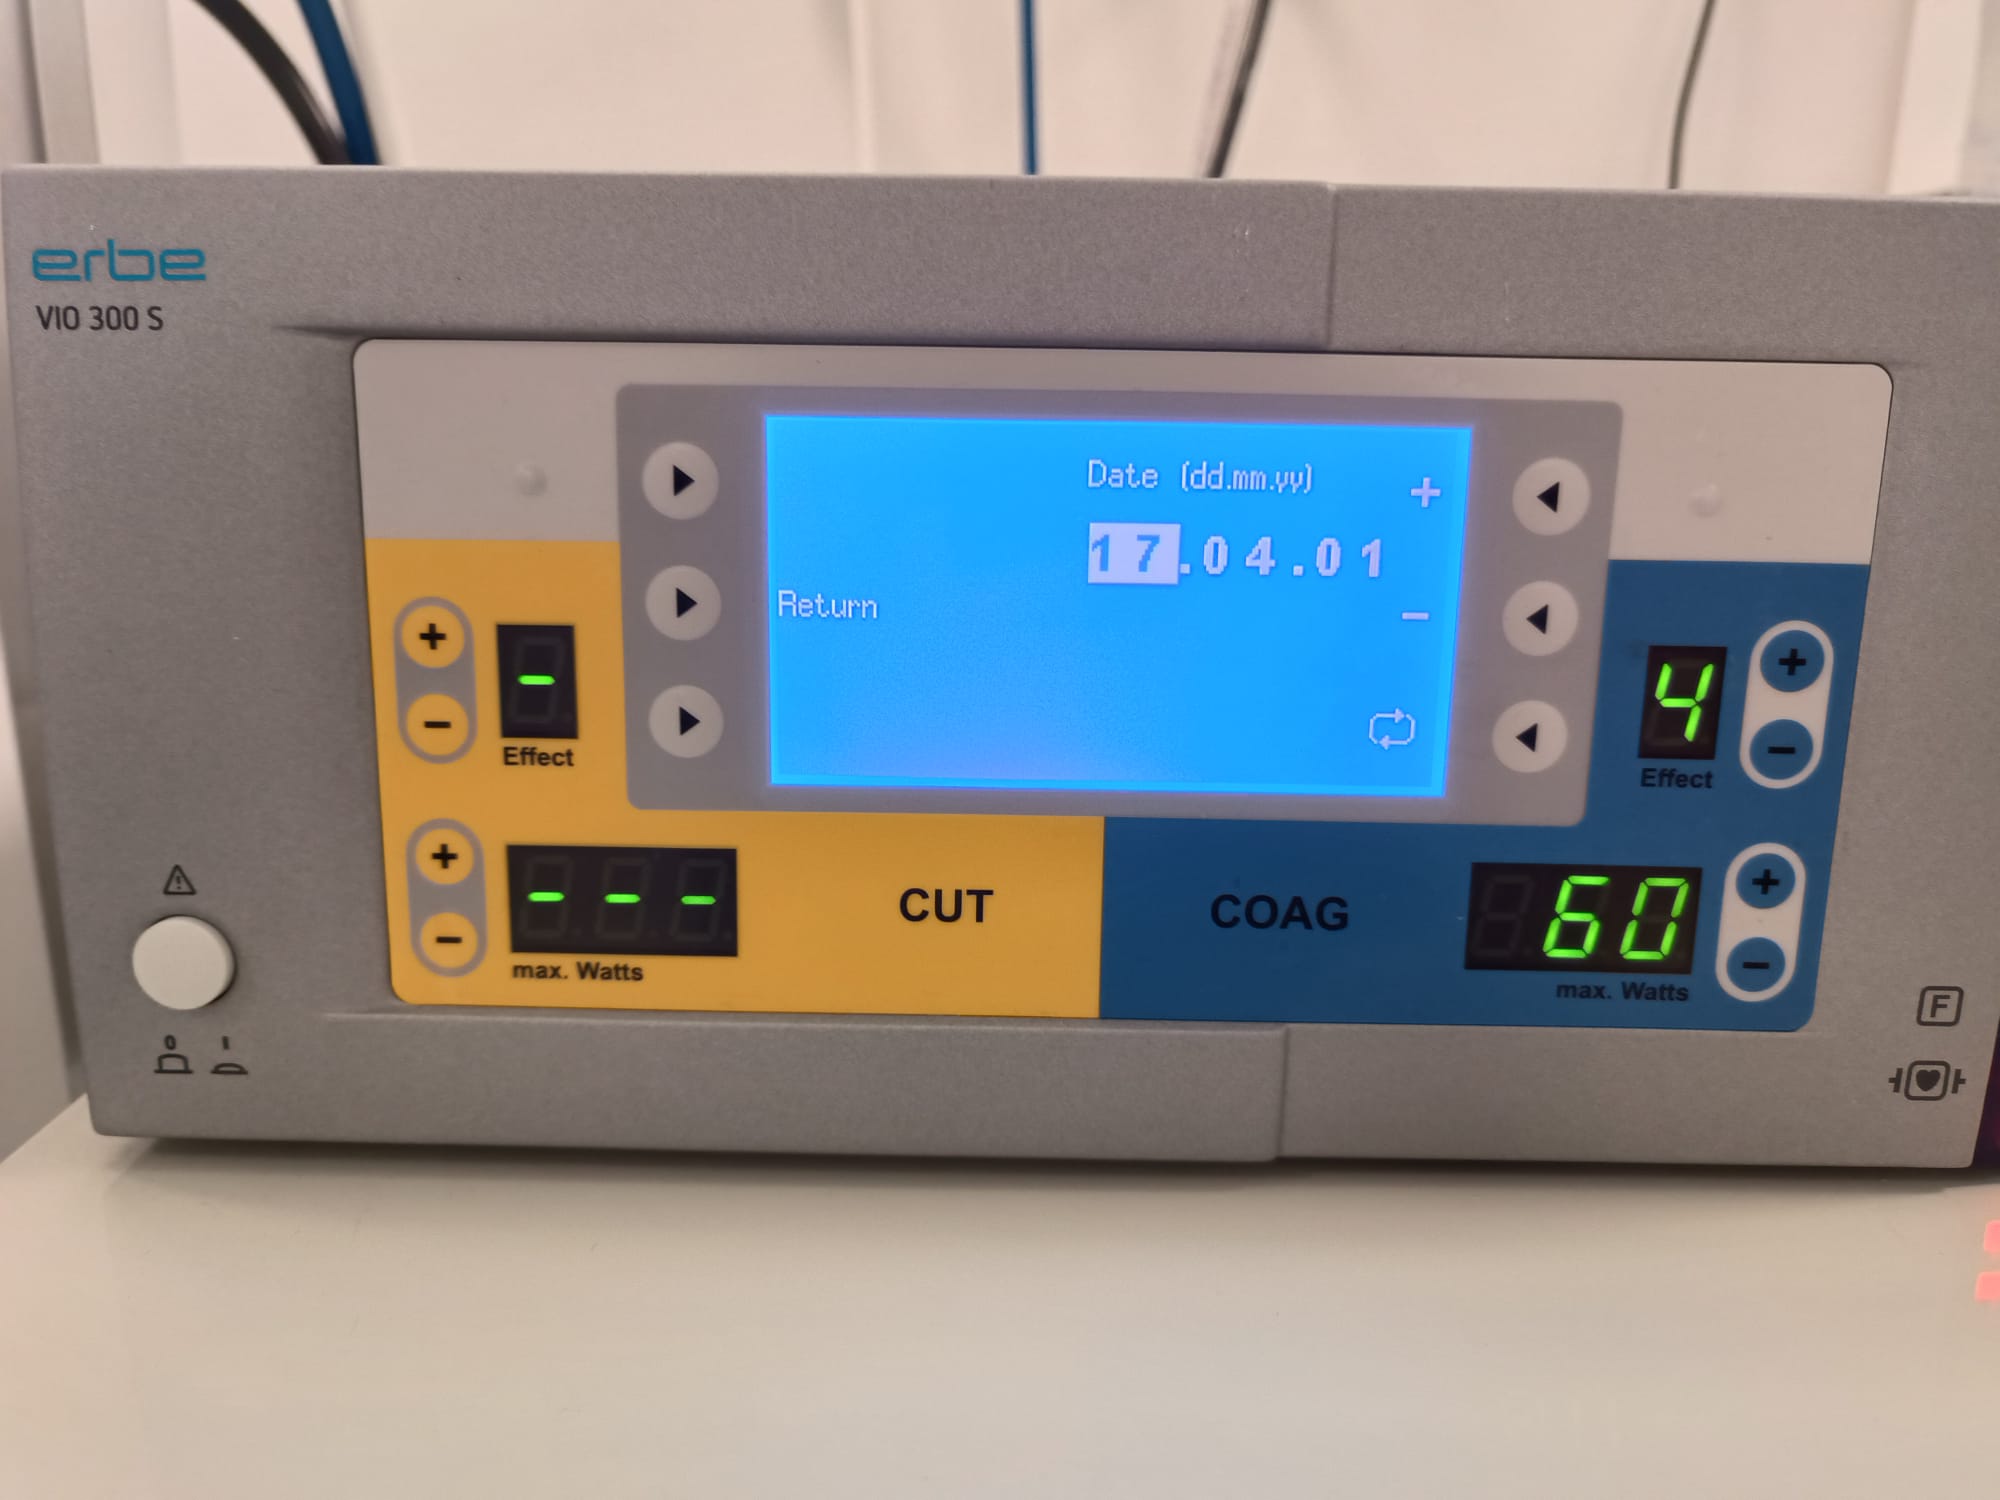 erbe
VIO 300 S
Date (dd.mm.yy)
+
17.04.01
Return
-
+
-
-
Effect
4
+
-
Effect
+
-
---
max. Watts
CUT
COAG
60
max. Watts
+
-
0 I
F